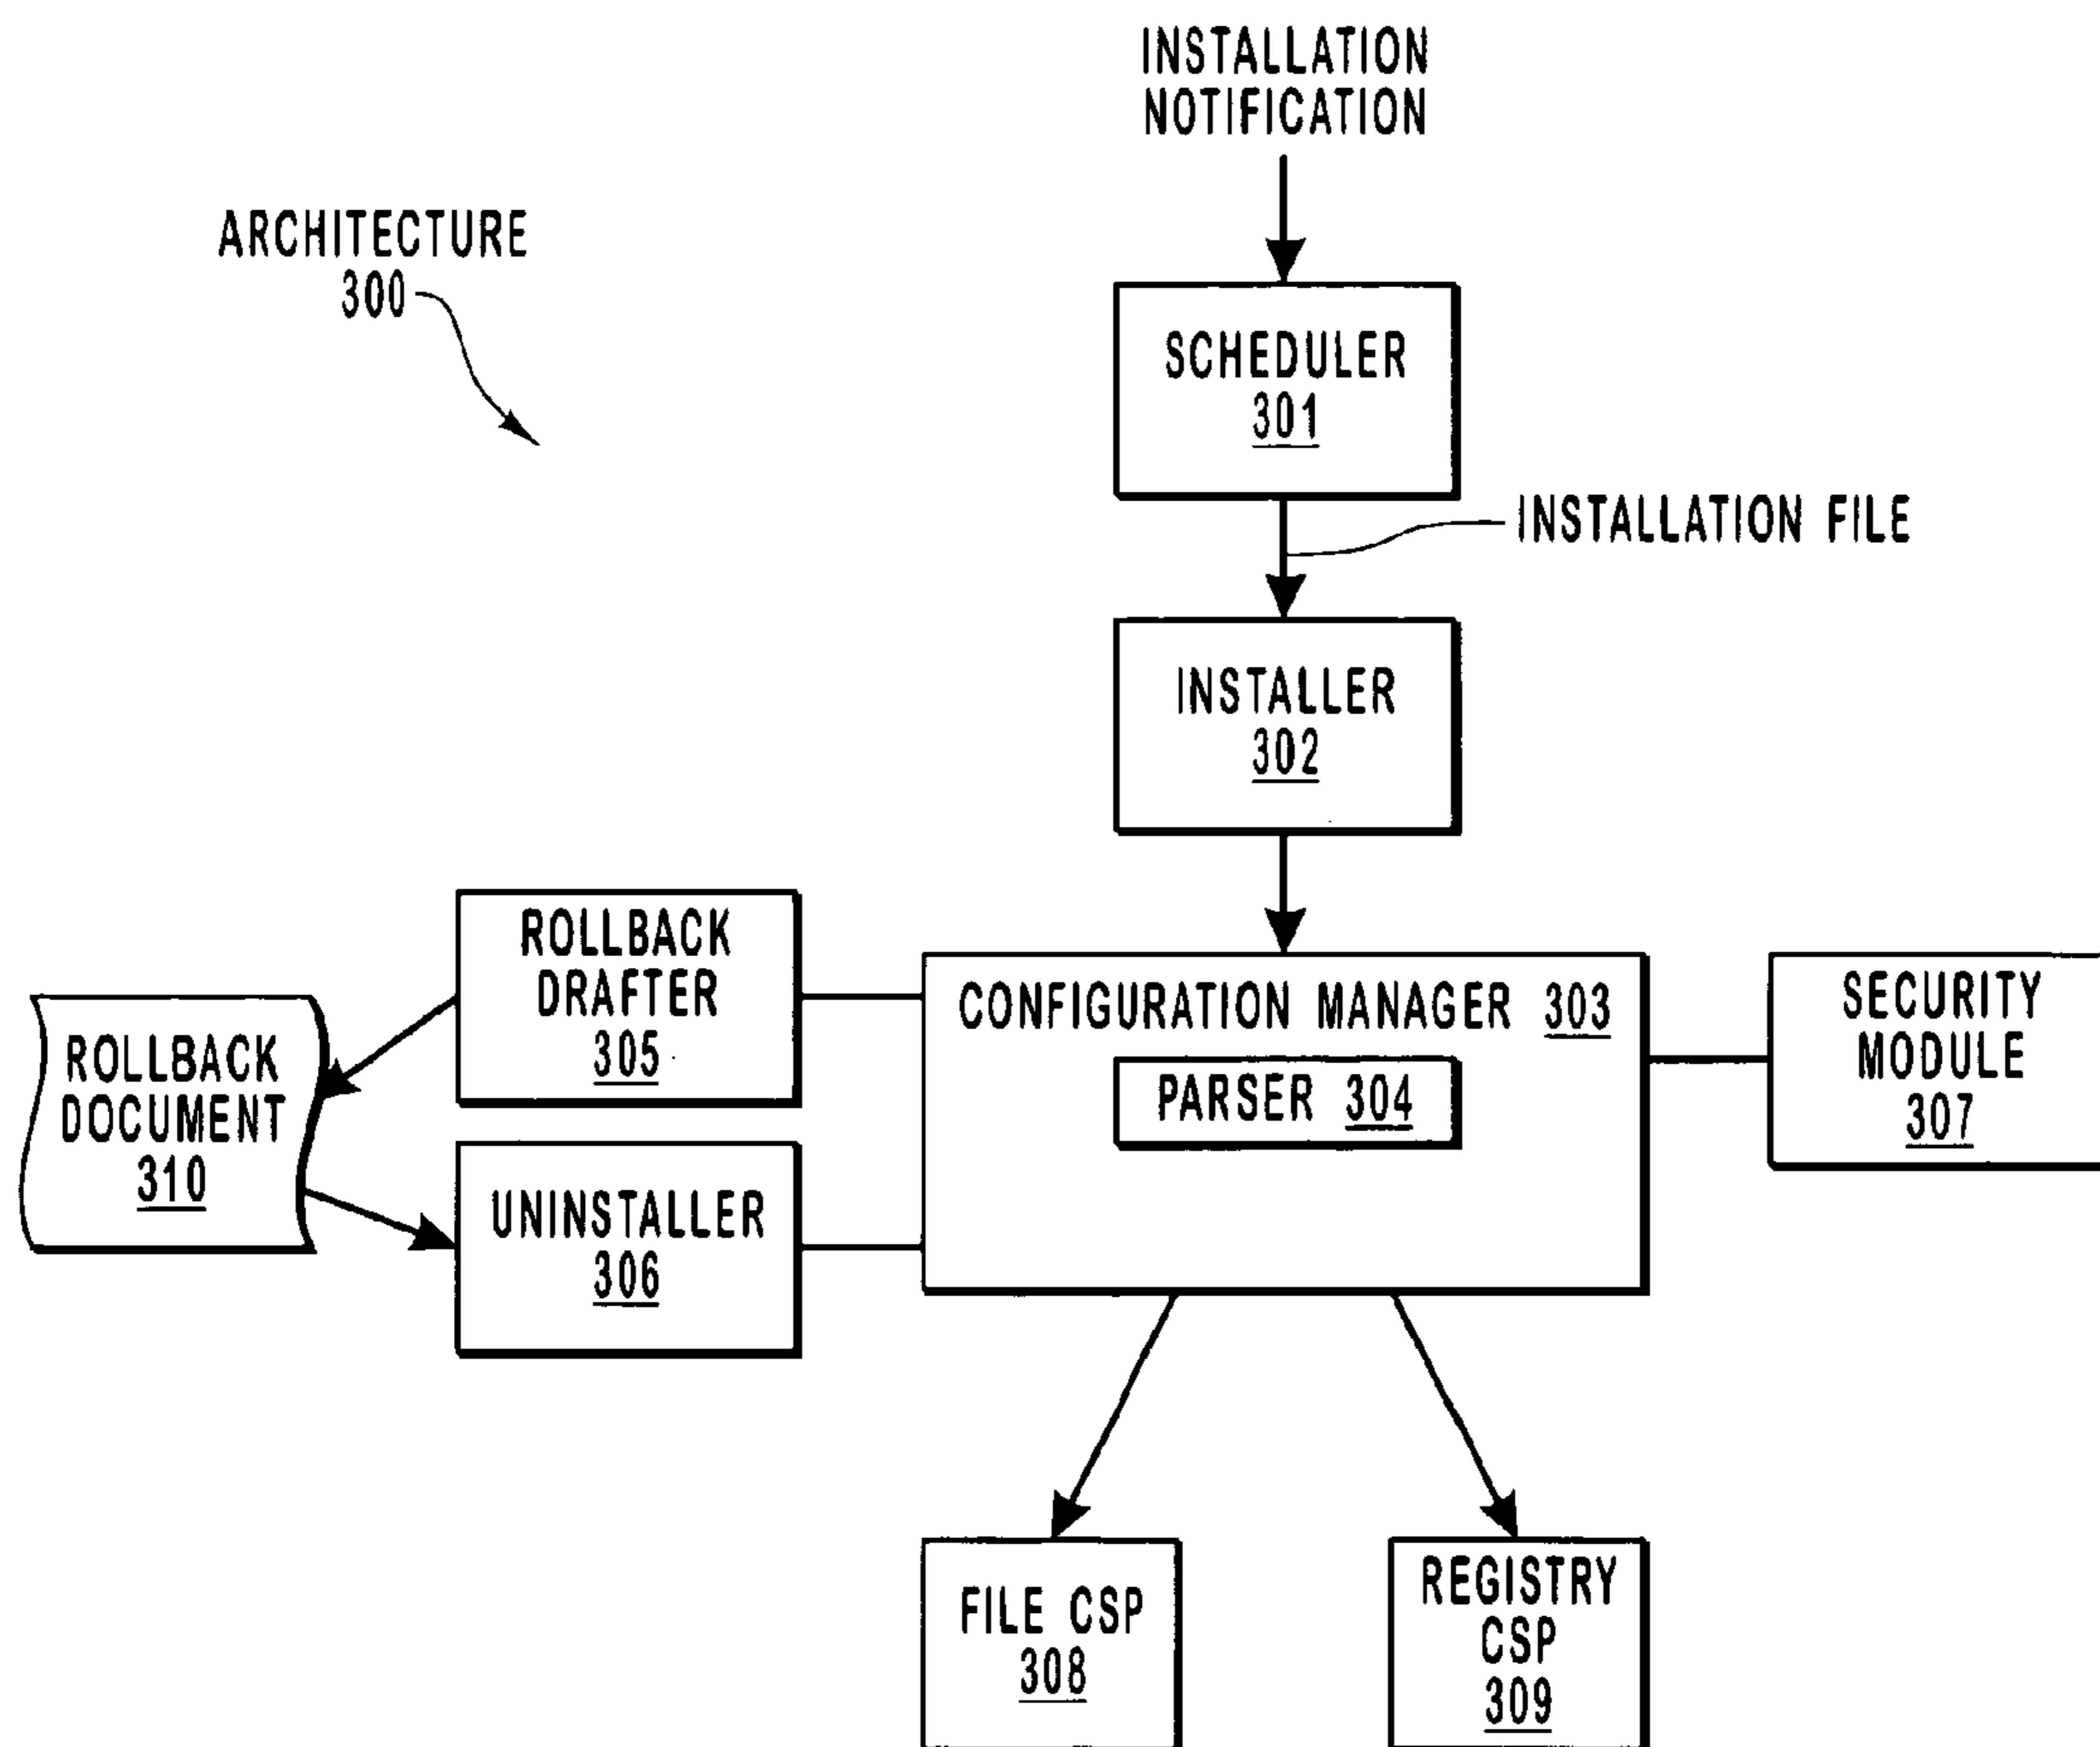 INSTALLATION
NOTIFICATION
ARCHITECTURE
300
SCHEDULER
301
INSTALLATION FILE
INSTALLER
302
ROLLBACK
DRAFTER
305
CONFIGURATION MANAGER 303
PARSER 304
SECURITY
MODULE
307
ROLLBACK
DOCUMENT
310
UNINSTALLER
306
FILE CSP
308
REGISTRY
CSP
309